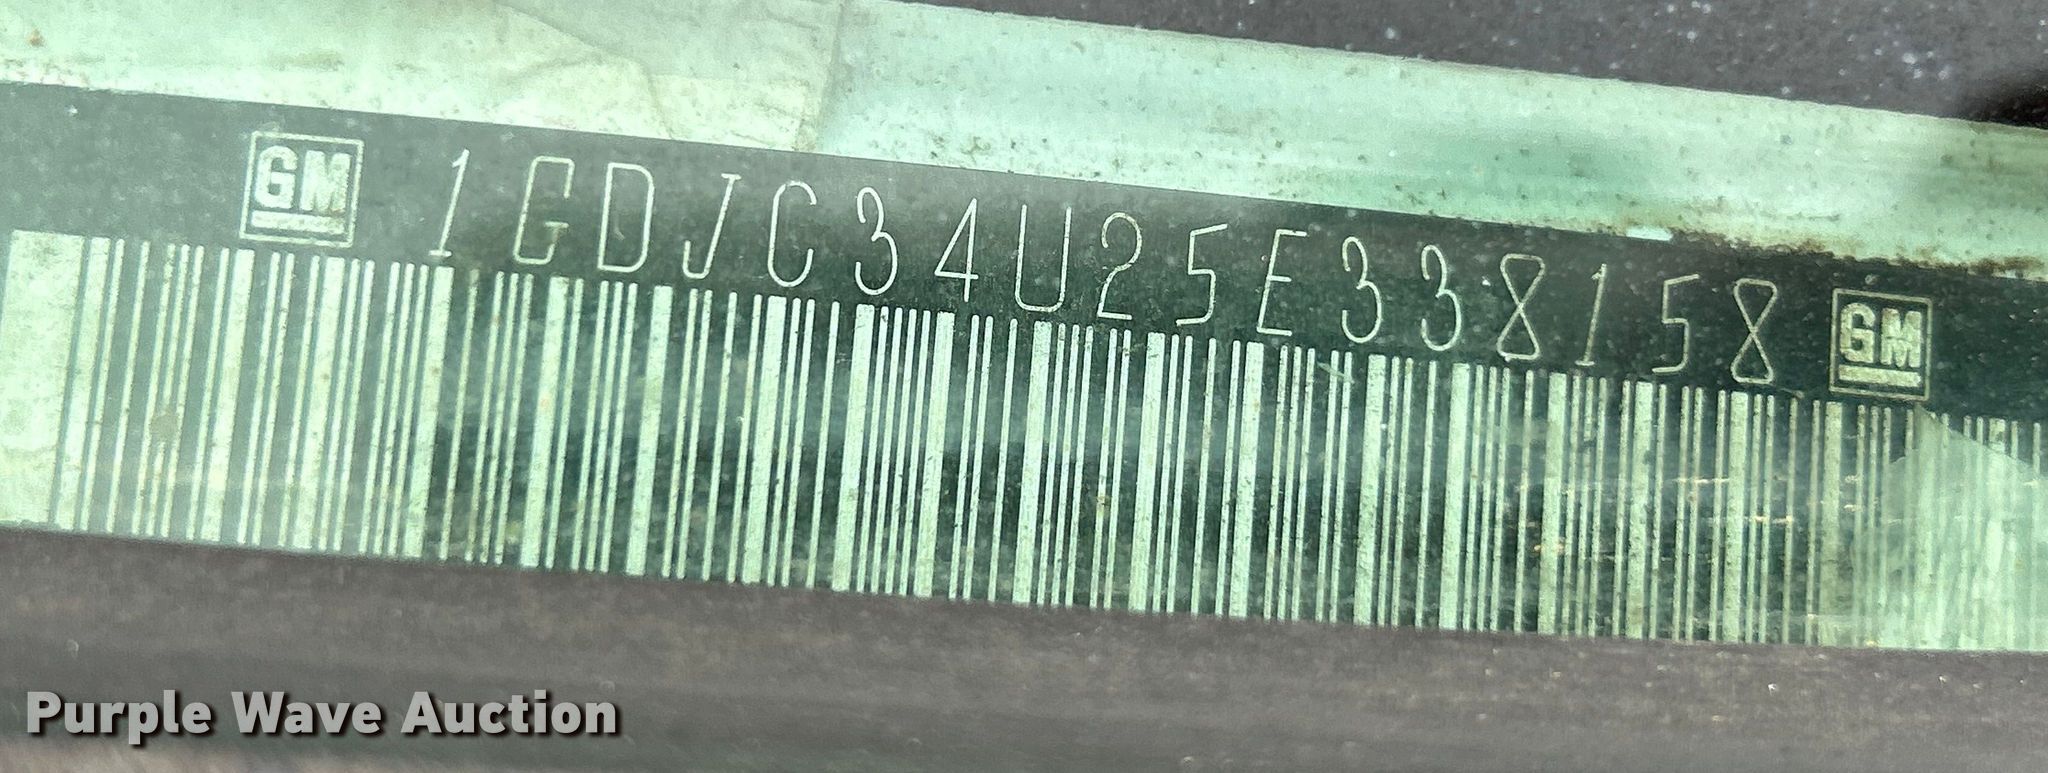 GM 1GDJC34U25E338158 GM
Purple Wave Auction